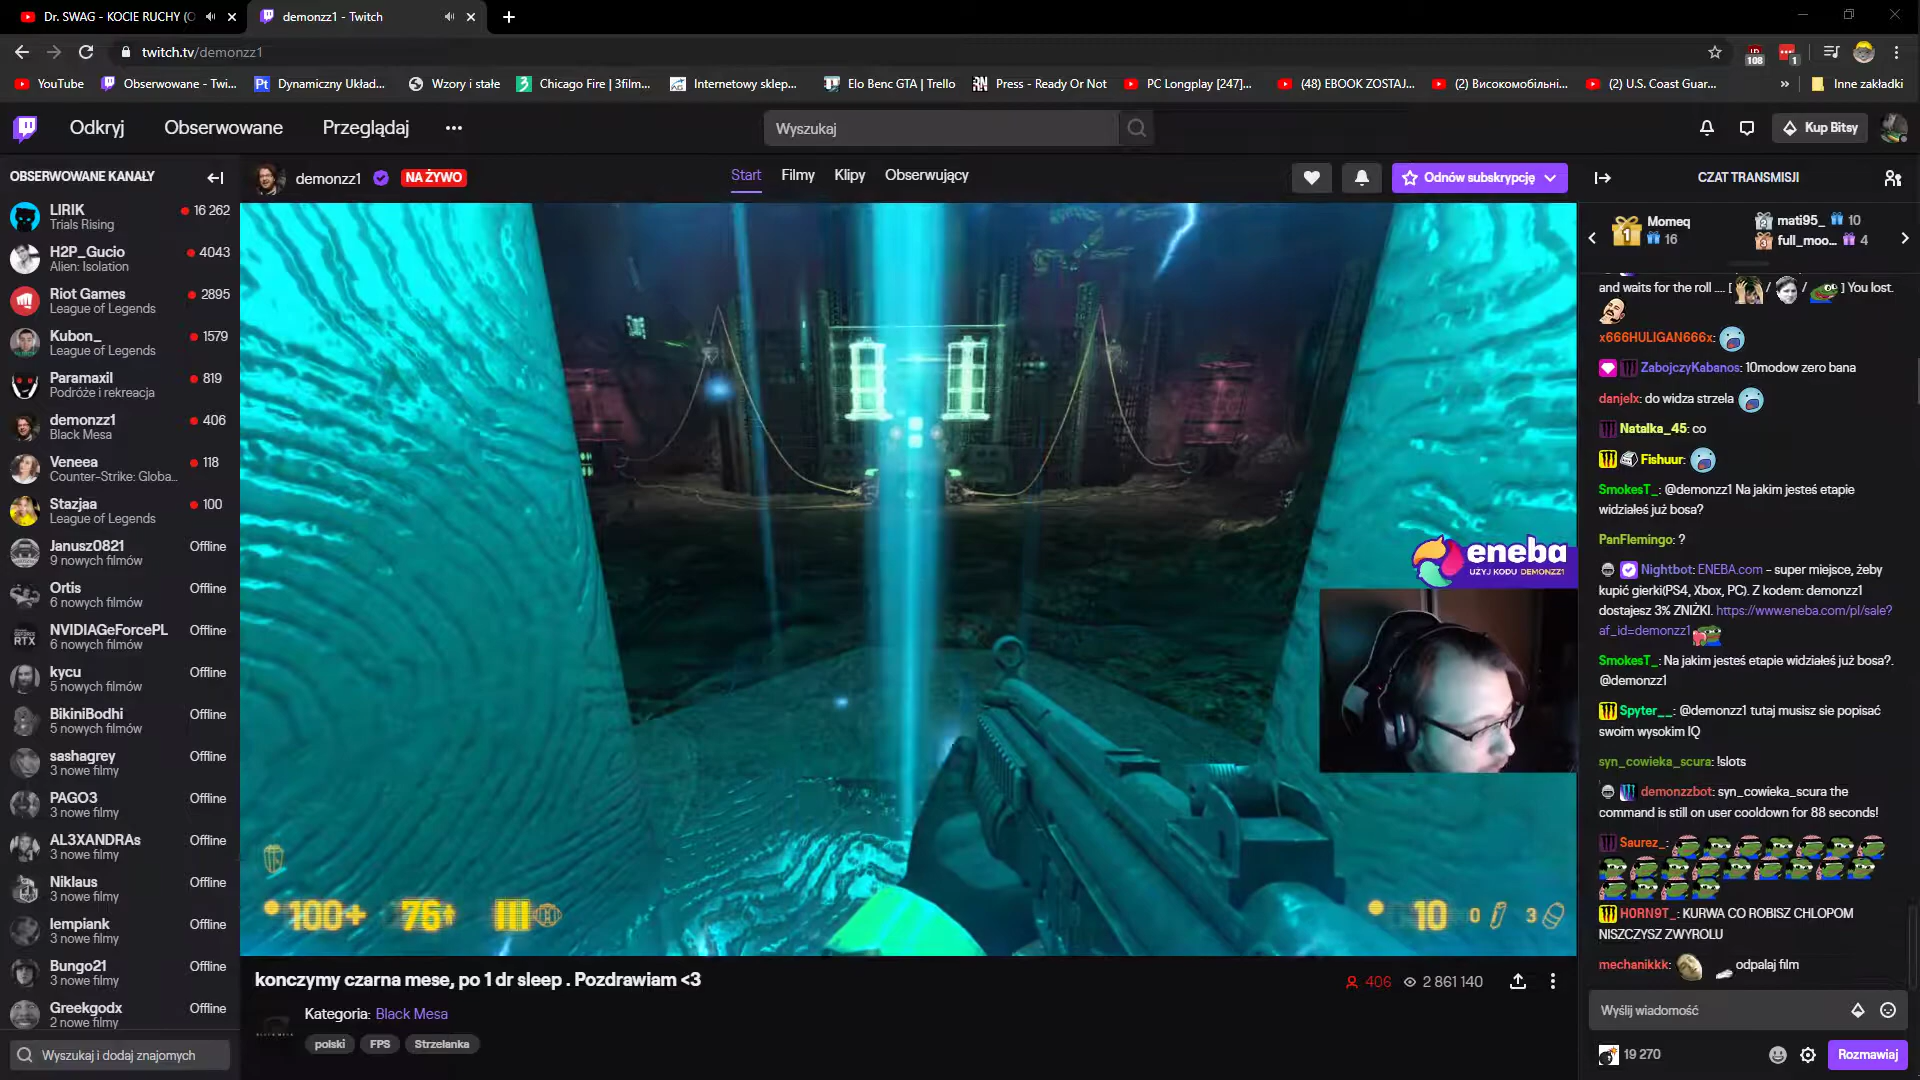 Dr. SWAG - KOCIE RUCHY (O
demonzz1 - Twitch
twitch.tv/demonzz1
108
1
YouTube
Obserwowane - Twi...
Dynamiczny Układ...
Wzory i stałe
Chicago Fire | 3film...
Internetowy sklep...
Elo Benc GTA | Trello
Press - Ready Or Not
PC Longplay [247]...
(48) EBOOK ZOSTAJ...
(2) Високомобільні...
(2) U.S. Coast Guar...
Inne zakładki
Odkryj
Obserwowane
Przeglądaj
Wyszukaj
Kup Bitsy
OBSERWOWANE KANAŁY
LIRIK
16 262
Trials Rising
H2P_Gucio
4043
Alien: Isolation
Riot Games
2895
League of Legends
Kubon_
1579
League of Legends
Paramaxil
819
Podróże i rekreacja
demonzz1
406
Black Mesa
Veneea
118
Counter-Strike: Globa...
Stazjaa
100
League of Legends
Janusz0821
Offline
9 nowych filmów
Ortis
Offline
6 nowych filmów
NVIDIAGeForcePL
Offline
6 nowych filmów
kycu
Offline
5 nowych filmów
BikiniBodhi
Offline
5 nowych filmów
sashagrey
Offline
3 nowe filmy
PAGO3
Offline
3 nowe filmy
AL3XANDRAs
Offline
3 nowe filmy
Niklaus
Offline
3 nowe filmy
lempiank
Offline
3 nowe filmy
Bungo21
Offline
3 nowe filmy
Greekgodx
Offline
2 nowe filmy
Wyszukaj i dodaj znajomych
demonzz1
NA ŻYWO
Start
Filmy
Klipy
Obserwujący
Odnów subskrypcję
eneba
UŻYJ KODU DEMONZZ1
100+
76
10
0
3
konczymy czarna mese, po 1 dr sleep . Pozdrawiam <3
406
2 861 140
Kategoria: Black Mesa
polski
FPS
Strzelanka
CZAT TRANSMISJI
1
Momeq
16
mati95_ 10
full_moo... 4
and waits for the roll .... [ / / ] You lost.
x666HULIGAN666x:
ZabojczyKabanos: 10modow zero bana
danjelx: do widza strzela
Natalka_45: co
Fishuur:
SmokesT_: @demonzz1 Na jakim jesteś etapie
widziałeś już bosa?
PanFlemingo: ?
Nightbot: ENEBA.com - super miejsce, żeby
kupić gierki(PS4, Xbox, PC). Z kodem: demonzz1
dostajesz 3% ZNIŻKI. https://www.eneba.com/pl/sale?
af_id=demonzz1
SmokesT_: Na jakim jesteś etapie widziałeś już bosa?.
@demonzz1
Spyter__: @demonzz1 tutaj musisz sie popisać
swoim wysokim IQ
syn_cowieka_scura: !slots
demonzzbot: syn_cowieka_scura the
command is still on user cooldown for 88 seconds!
Saurez_:
H0RN9T_: KURWA CO ROBISZ CHLOPOM
NISZCZYSZ ZWYROLU
mechanikkk: odpalaj film
Wyślij wiadomość
19 270
Rozmawiaj